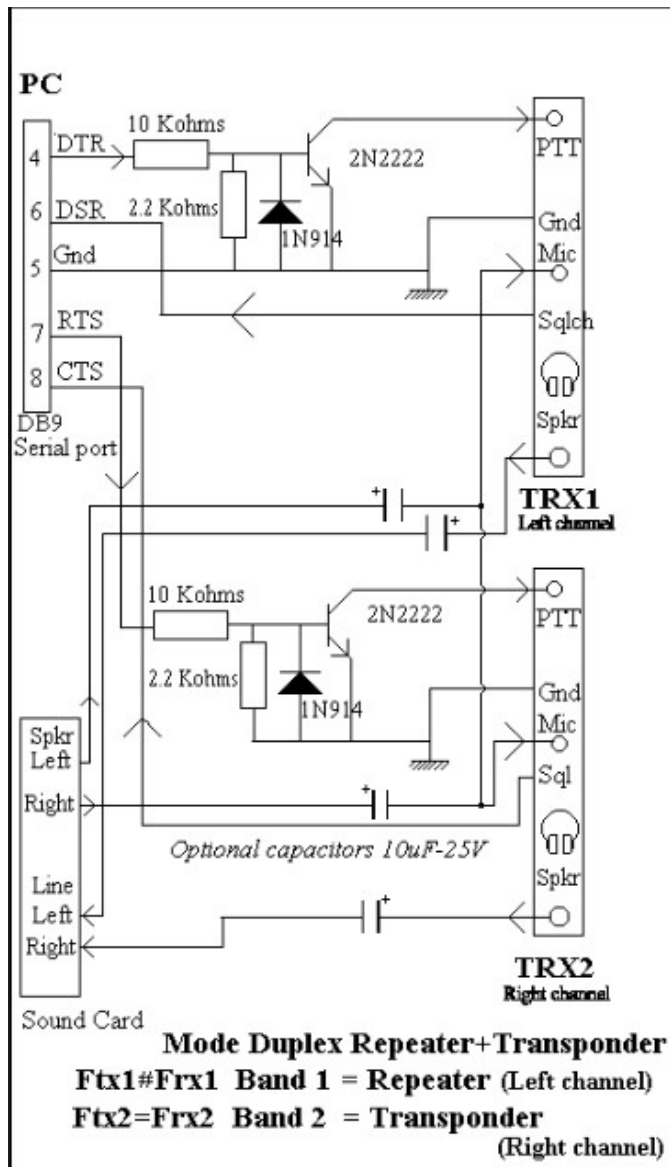 PC
4 DTR
10 Kohms
2N2222
PTT
6 DSR
2.2 Kohms
1N914
Gnd
5 Gnd
Mic
7 RTS
Sqlch
8 CTS
Spkr
DB9
Serial port
TRX1
Left channel
10 Kohms
2N2222
PTT
2.2 Kohms
1N914
Gnd
Mic
Spkr
Left
Sql
Right
Optional capacitors 10uF-25V
Spkr
Line
Left
Right
TRX2
Right channel
Sound Card
+
+
+
+
Mode Duplex Repeater+Transponder
Ftx1#Frx1 Band 1 = Repeater (Left channel)
Ftx2=Frx2 Band 2 = Transponder
(Right channel)